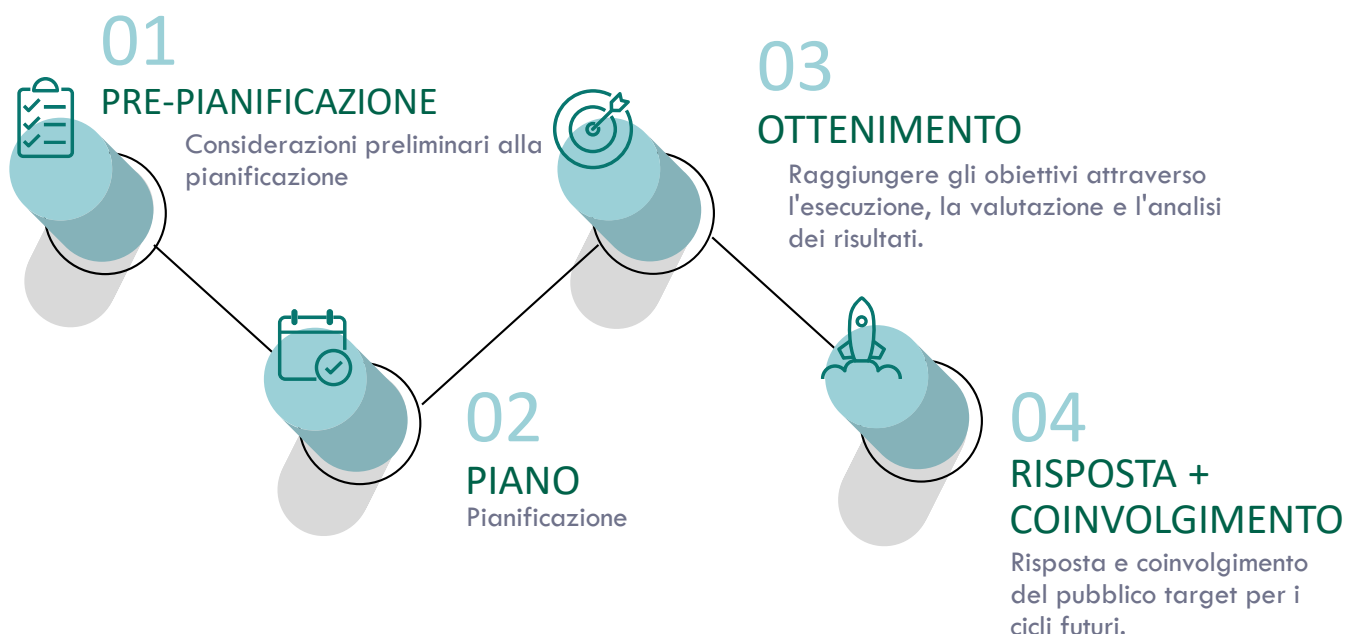 01
PRE-PIANIFICAZIONE
Considerazioni preliminari alla
pianificazione
02
PIANO
Pianificazione
03
OTTENIMENTO
Raggiungere gli obiettivi attraverso
l'esecuzione, la valutazione e l'analisi
dei risultati.
04
RISPOSTA +
COINVOLGIMENTO
Risposta e coinvolgimento
del pubblico target per i
cicli futuri.